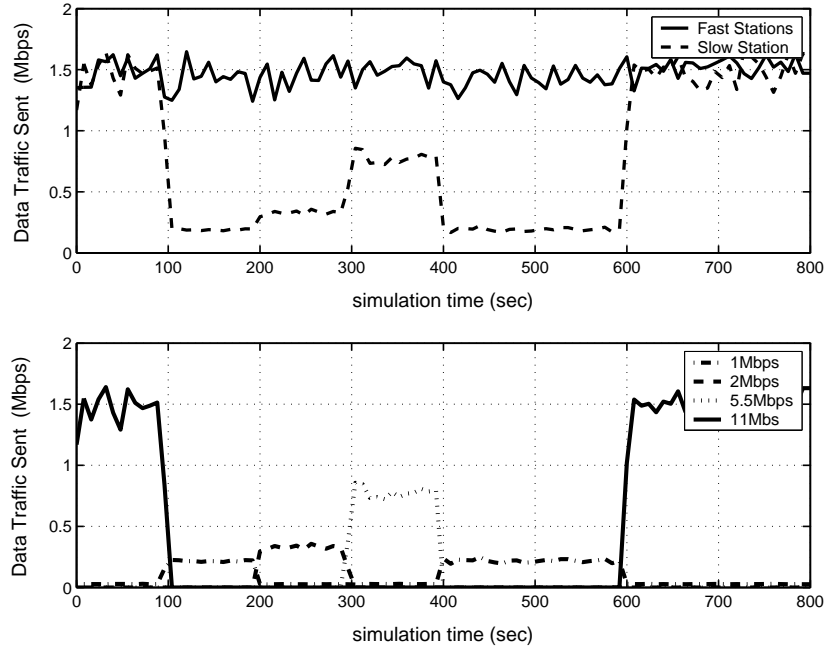 2
1.5
1
0.5
0
Data Traffic Sent (Mbps)
Fast Stations
Slow Station
0 100 200 300 400 500 600 700 800
simulation time (sec)
2
1.5
1
0.5
0
Data Traffic Sent (Mbps)
1Mbps
2Mbps
5.5Mbps
11Mbs
0 100 200 300 400 500 600 700 800
simulation time (sec)